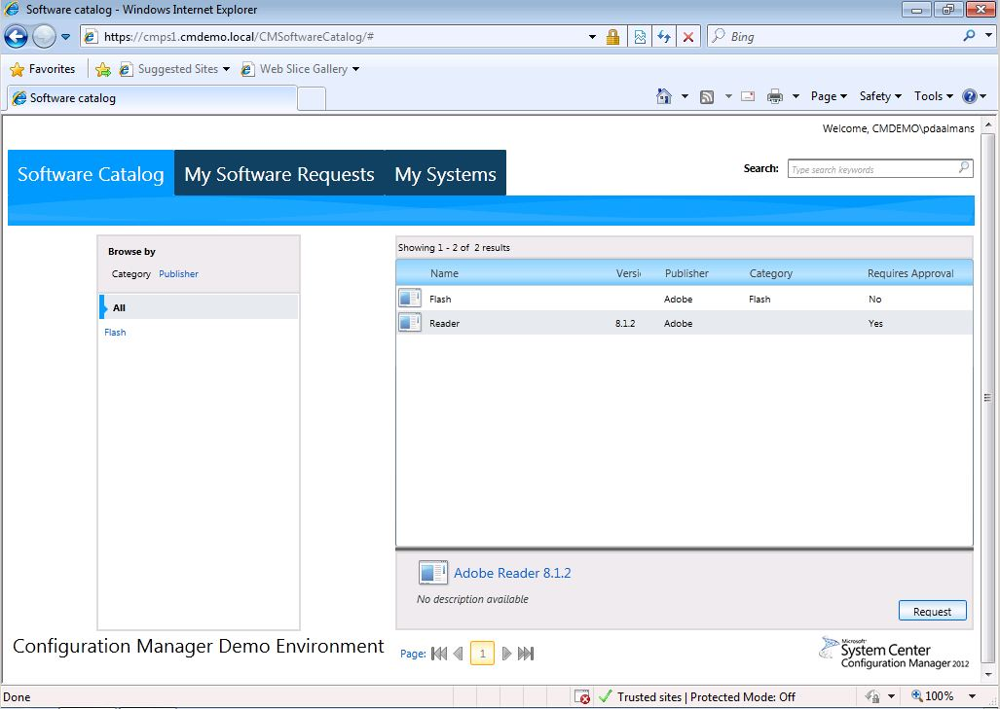 Software catalog - Windows Internet Explorer
https://cmps1.cmdemo.local/CMSoftwareCatalog/#
Bing
Favorites Suggested Sites Web Slice Gallery
Software catalog
Page Safety Tools
Welcome, CMDEMO\pdaalmans
Software Catalog My Software Requests My Systems
Search: Type search keywords
Browse by
Category Publisher
All
Flash
Showing 1 - 2 of 2 results
Name Versi Publisher Category Requires Approval
Flash Adobe Flash No
Reader 8.1.2 Adobe Yes
Adobe Reader 8.1.2
No description available
Request
Configuration Manager Demo Environment
Page: 1
Microsoft
System Center
Configuration Manager 2012
Done Trusted sites | Protected Mode: Off 100%